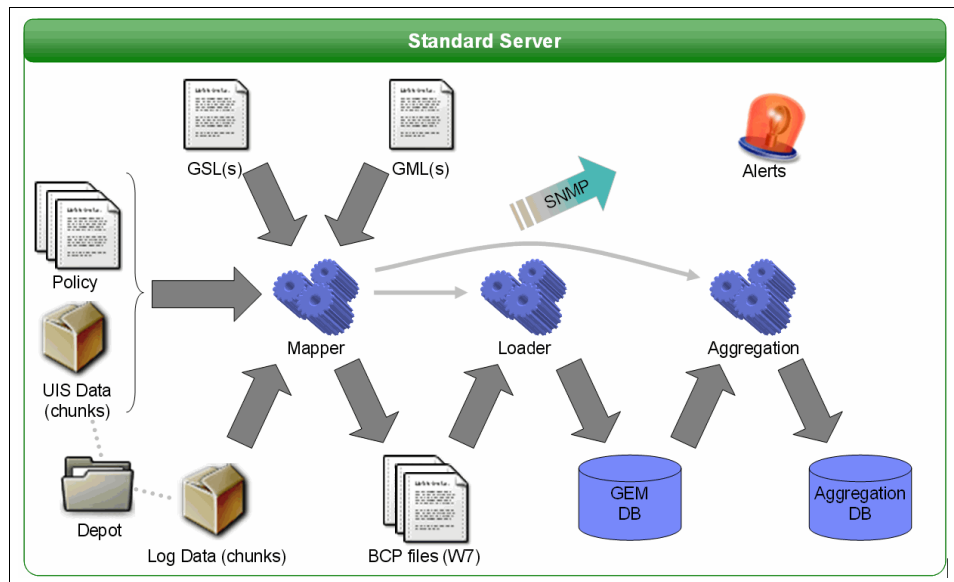 Standard Server
GSL(s)
GML(s)
SNMP
Alerts
Policy
Mapper
Loader
Aggregation
UIS Data
(chunks)
Depot
Log Data (chunks)
BCP files (W7)
GEM
DB
Aggregation
DB